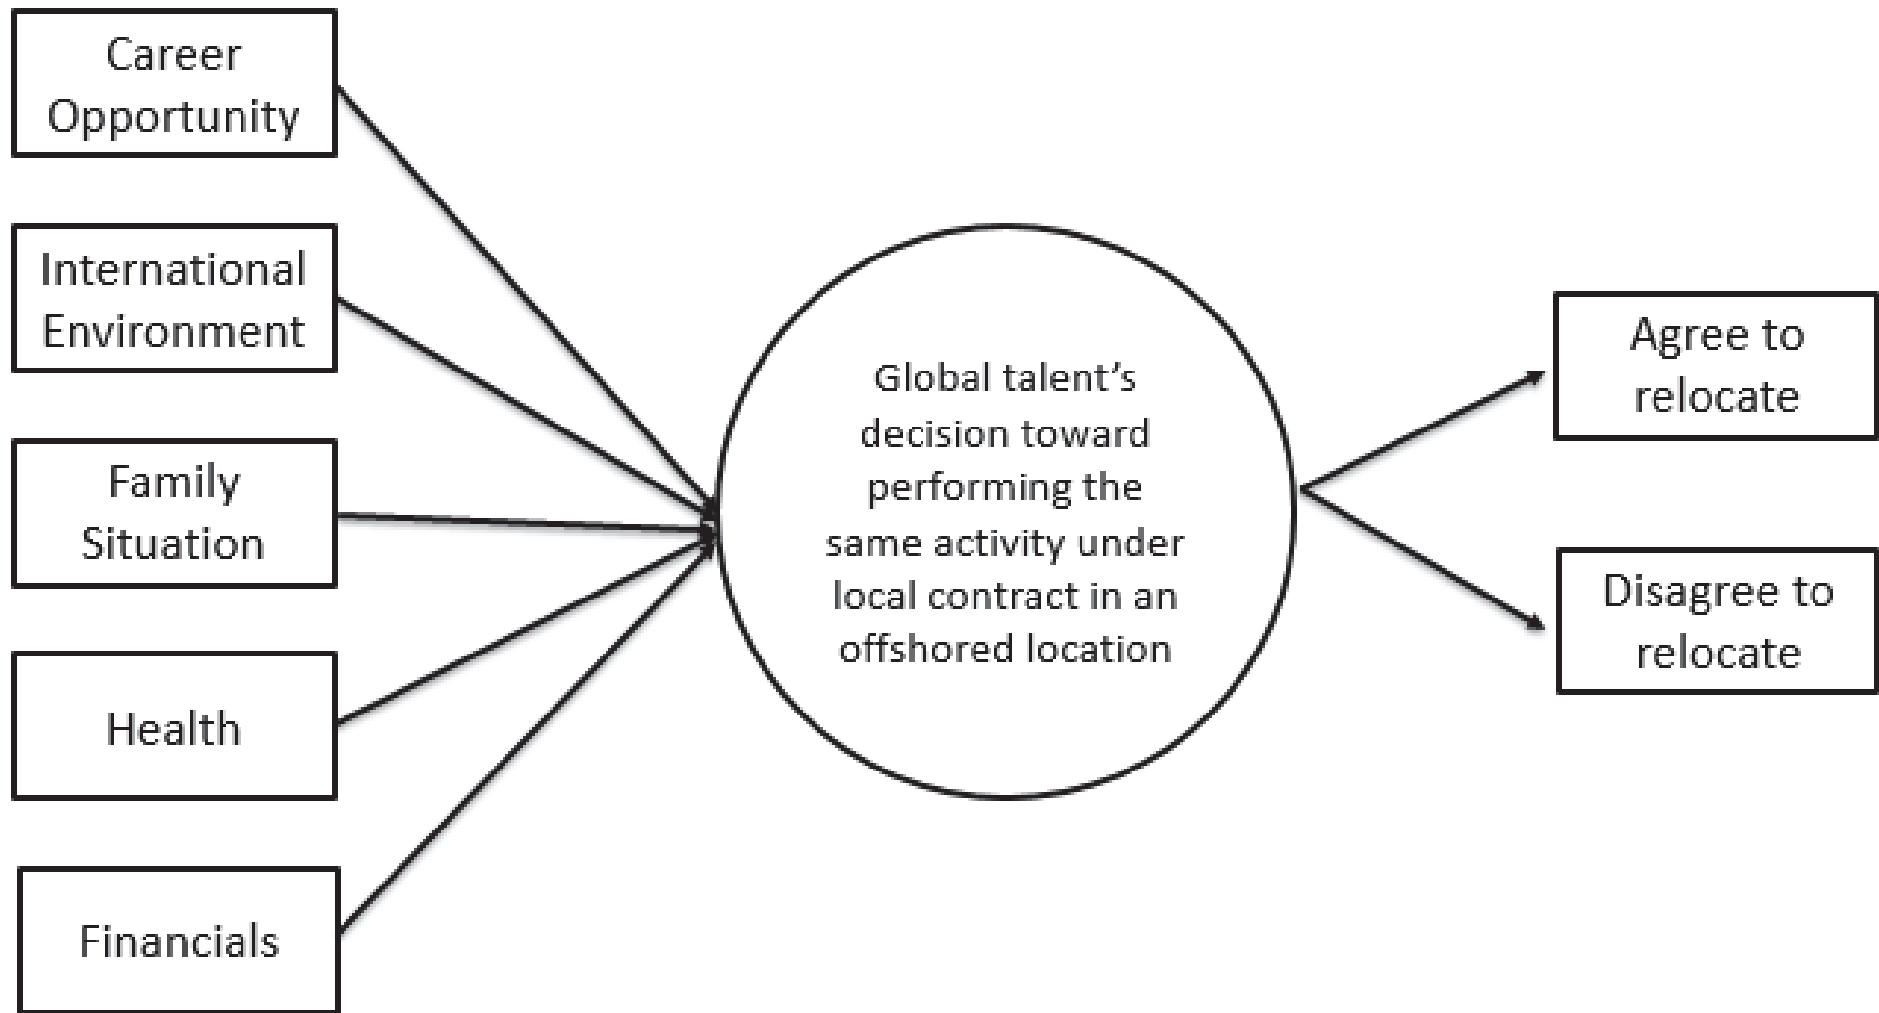 Career
Opportunity
International
Environment
Family
Situation
Health
Financials
Global talent’s
decision toward
performing the
same activity under
local contract in an
offshored location
Agree to
relocate
Disagree to
relocate